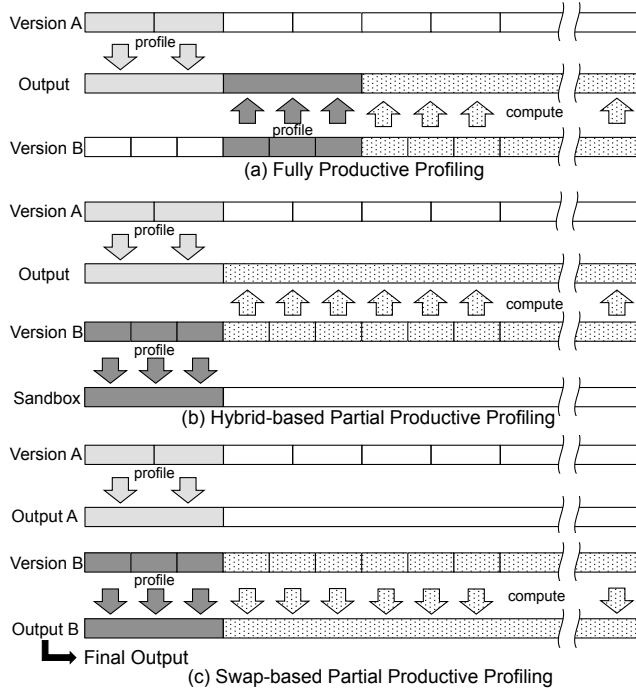 Version A
profile
Output
compute
profile
Version B
(a) Fully Productive Profiling
Version A
profile
Output
compute
Version B
profile
Sandbox
(b) Hybrid-based Partial Productive Profiling
Version A
profile
Output A
Version B
profile
compute
Output B
Final Output
(c) Swap-based Partial Productive Profiling